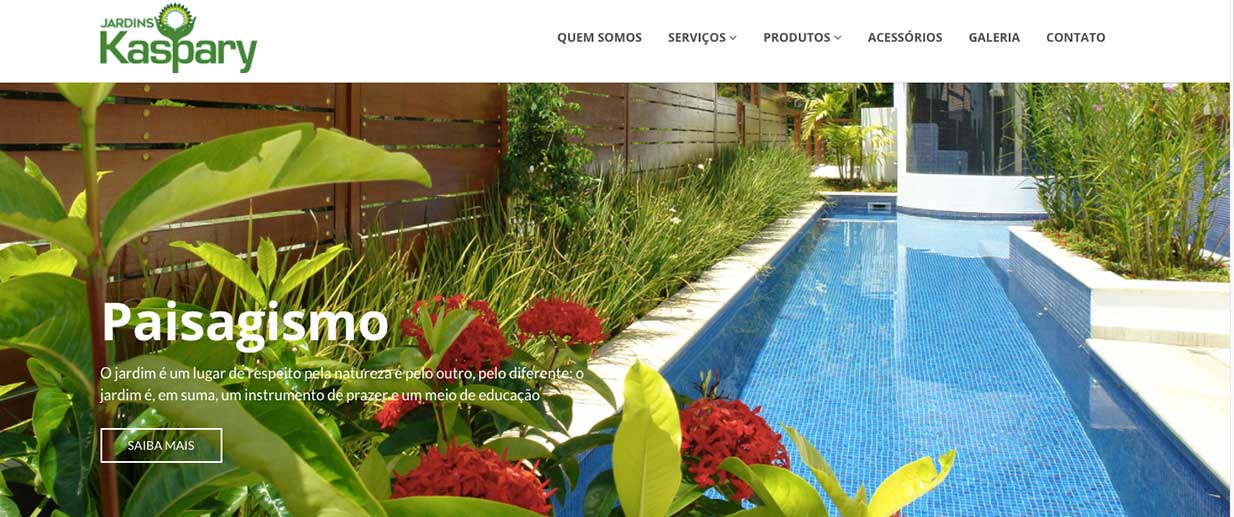 JARDINS
Kaspary
QUEM SOMOS SERVIÇOS PRODUTOS ACESSÓRIOS GALERIA CONTATO
Paisagismo
O jardim é um lugar de respeito pela natureza e pelo outro, pelo diferente: o
jardim é, em suma, um instrumento de prazer e um meio de educação
SAIBA MAIS